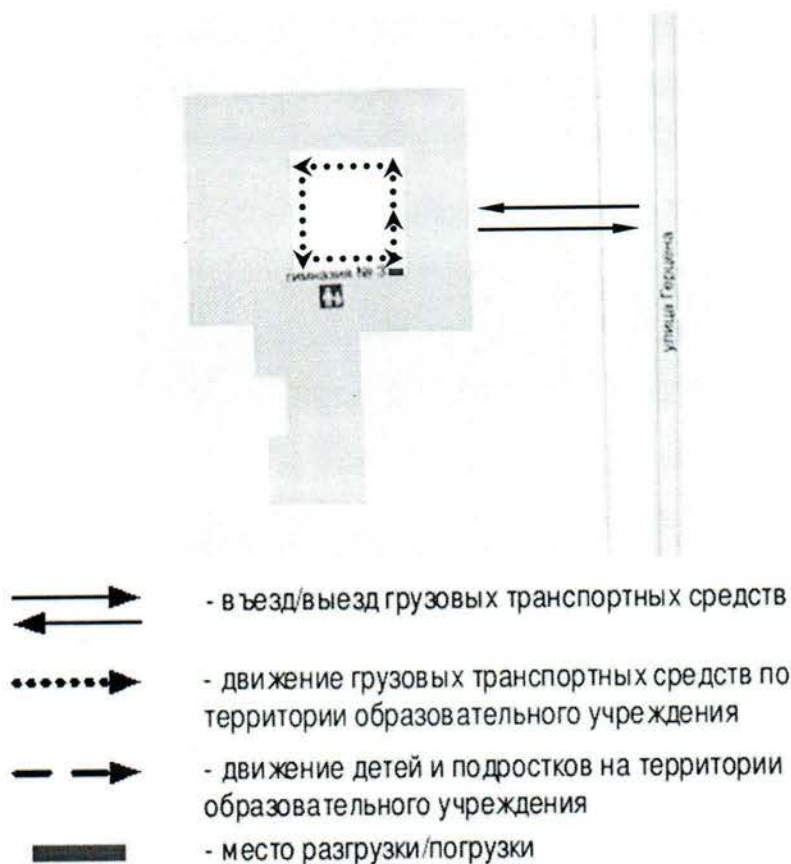 гимназия № 3
улица Герцена
- въезд/выезд грузовых транспортных средств
- движение грузовых транспортных средств по
территории образовательного учреждения
- движение детей и подростков на территории
образовательного учреждения
- место разгрузки/погрузки